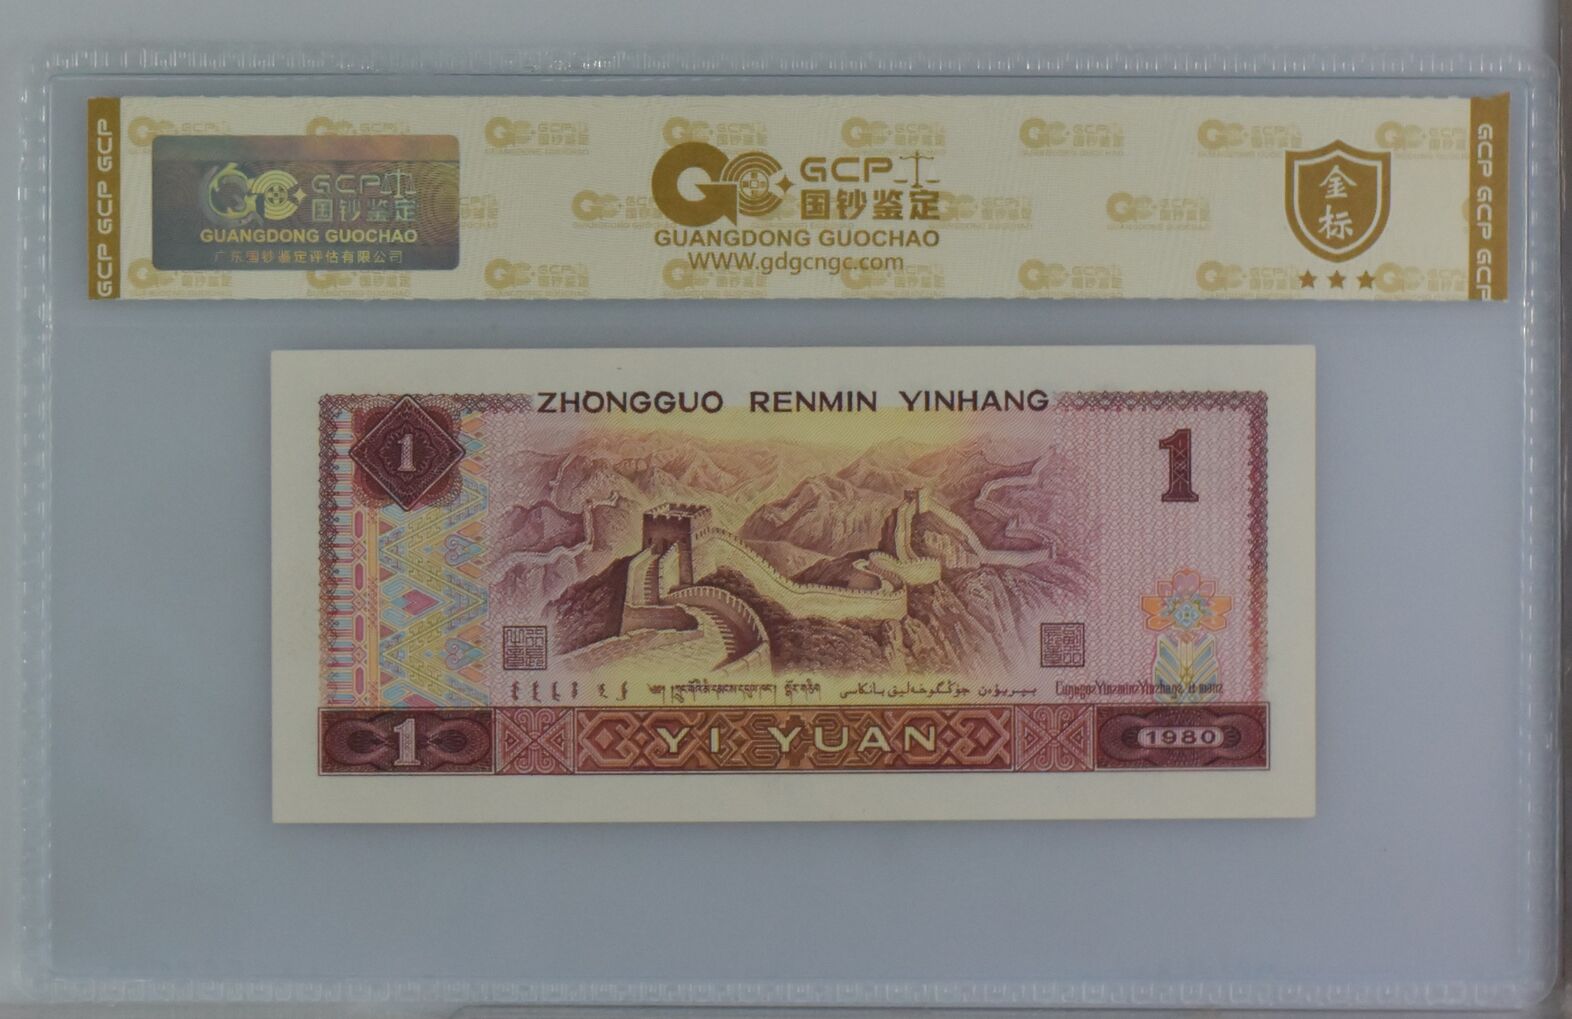 GCP GCP GCP
GCP
国钞鉴定
GUANGDONG GUOCHAO
广东国钞鉴定评估有限公司
GCP
国钞鉴定
GUANGDONG GUOCHAO
WWW.gdgcngc.com
金
标
GCP GCP GCP
ZHONGGUO RENMIN YINHANG
1
1
YI YUAN
1
1980